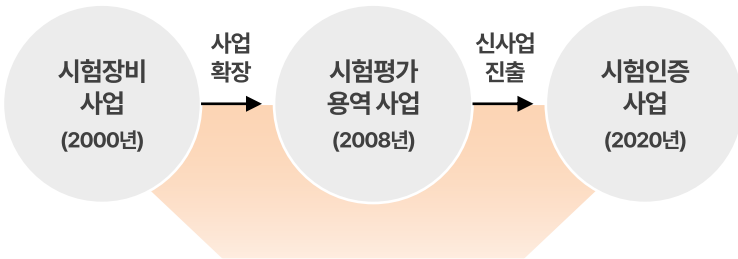 시험장비
사업
(2000년)
사업
확장
시험평가
용역 사업
(2008년)
신사업
진출
시험인증
사업
(2020년)